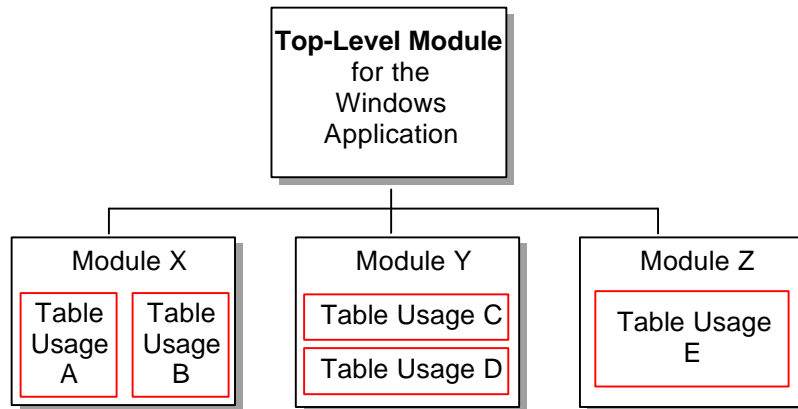 Top-Level Module
for the
Windows
Application
Module X
Table
Usage
A
Table
Usage
B
Module Y
Table Usage C
Table Usage D
Module Z
Table Usage
E